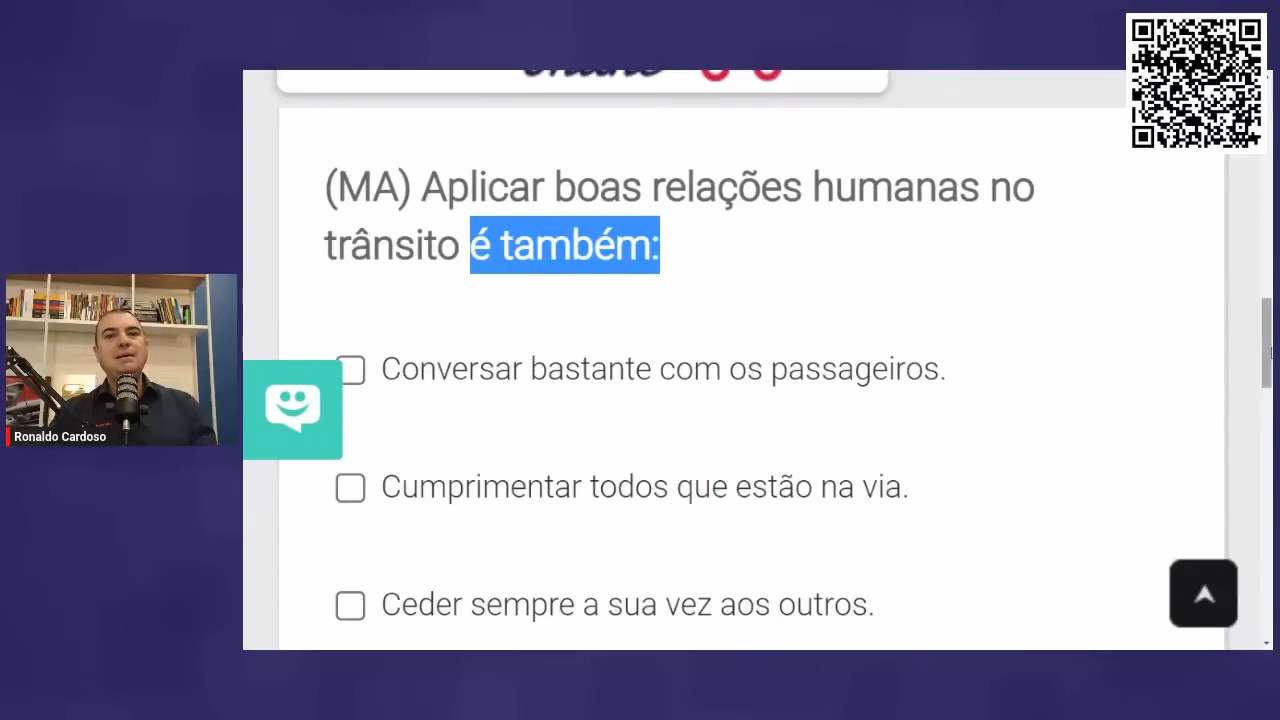 (MA) Aplicar boas relações humanas no
trânsito é também:
Conversar bastante com os passageiros.
Cumprimentar todos que estão na via.
Ceder sempre a sua vez aos outros.
Ronaldo Cardoso